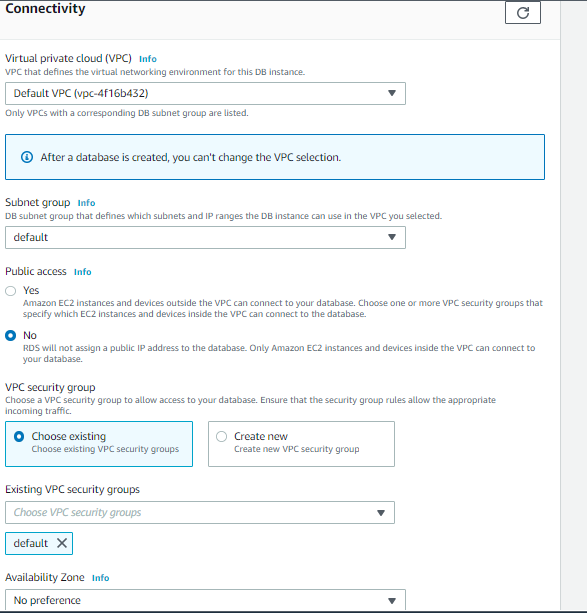 Connectivity
Virtual private cloud (VPC) Info
VPC that defines the virtual networking environment for this DB instance.
Default VPC (vpc-4f16b432)
Only VPCs with a corresponding DB subnet group are listed.
After a database is created, you can't change the VPC selection.
Subnet group Info
DB subnet group that defines which subnets and IP ranges the DB instance can use in the VPC you selected.
default
Public access Info
Yes
Amazon EC2 instances and devices outside the VPC can connect to your database. Choose one or more VPC security groups that
specify which EC2 instances and devices inside the VPC can connect to the database.
No
RDS will not assign a public IP address to the database. Only Amazon EC2 instances and devices inside the VPC can connect to
your database.
VPC security group
Choose a VPC security group to allow access to your database. Ensure that the security group rules allow the appropriate
incoming traffic.
Choose existing
Choose existing VPC security groups
Create new
Create new VPC security group
Existing VPC security groups
Choose VPC security groups
default
Availability Zone Info
No preference